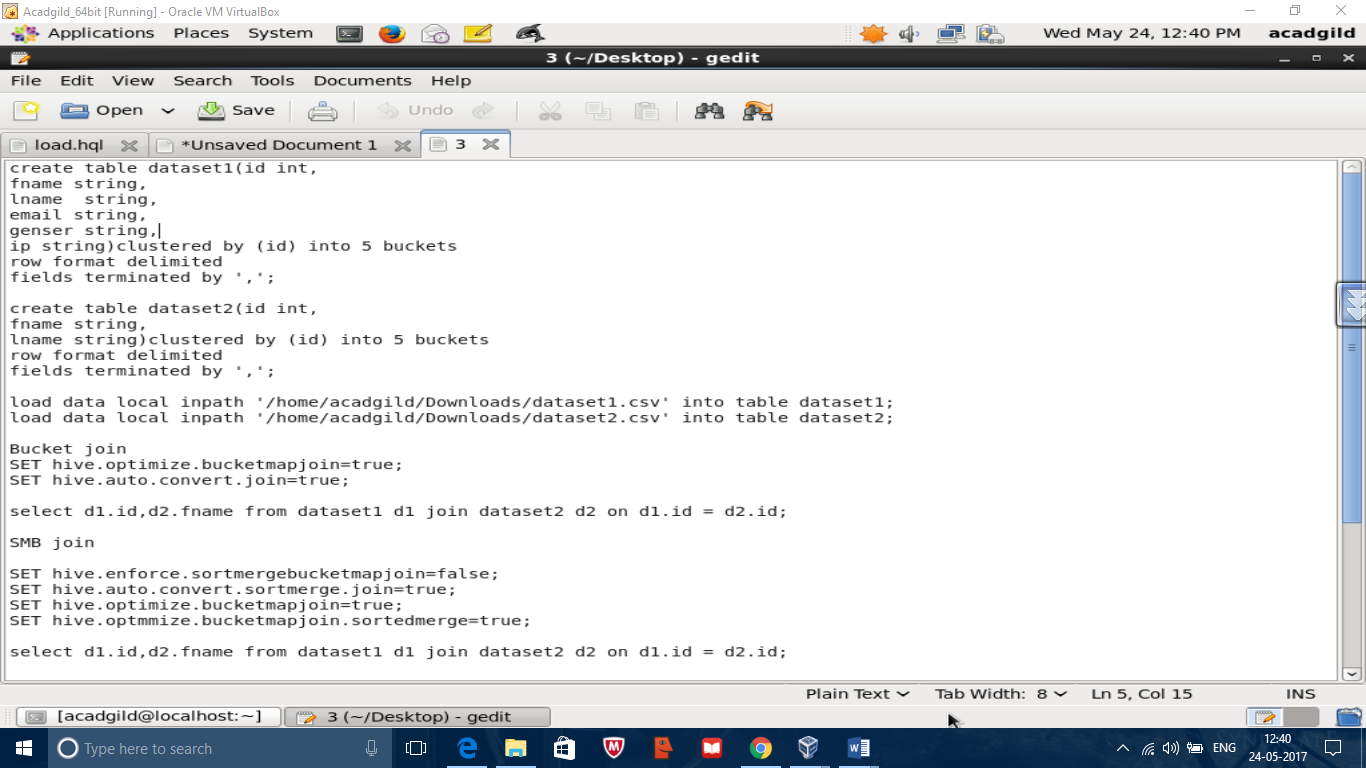 Acadgild_64bit [Running] - Oracle VM VirtualBox
Applications Places System Wed May 24, 12:40 PM acadgild
3 (~/Desktop) - gedit
File Edit View Search Tools Documents Help
Open Save Undo
load.hql *Unsaved Document 1 3
create table dataset1(id int,
fname string,
lname  string,
email string,
genser string,
ip string)clustered by (id) into 5 buckets
row format delimited
fields terminated by ',';
create table dataset2(id int,
fname string,
lname string)clustered by (id) into 5 buckets
row format delimited
fields terminated by ',';
load data local inpath '/home/acadgild/Downloads/dataset1.csv' into table dataset1;
load data local inpath '/home/acadgild/Downloads/dataset2.csv' into table dataset2;
Bucket join
SET hive.optimize.bucketmapjoin=true;
SET hive.auto.convert.join=true;
select d1.id,d2.fname from dataset1 d1 join dataset2 d2 on d1.id = d2.id;
SMB join
SET hive.enforce.sortmergebucketmapjoin=false;
SET hive.auto.convert.sortmerge.join=true;
SET hive.optimize.bucketmapjoin=true;
SET hive.optmmize.bucketmapjoin.sortedmerge=true;
select d1.id,d2.fname from dataset1 d1 join dataset2 d2 on d1.id = d2.id;
Plain Text Tab Width: 8 Ln 5, Col 15 INS
[acadgild@localhost:~] 3 (~/Desktop) - gedit
Type here to search ENG 12:40
24-05-2017